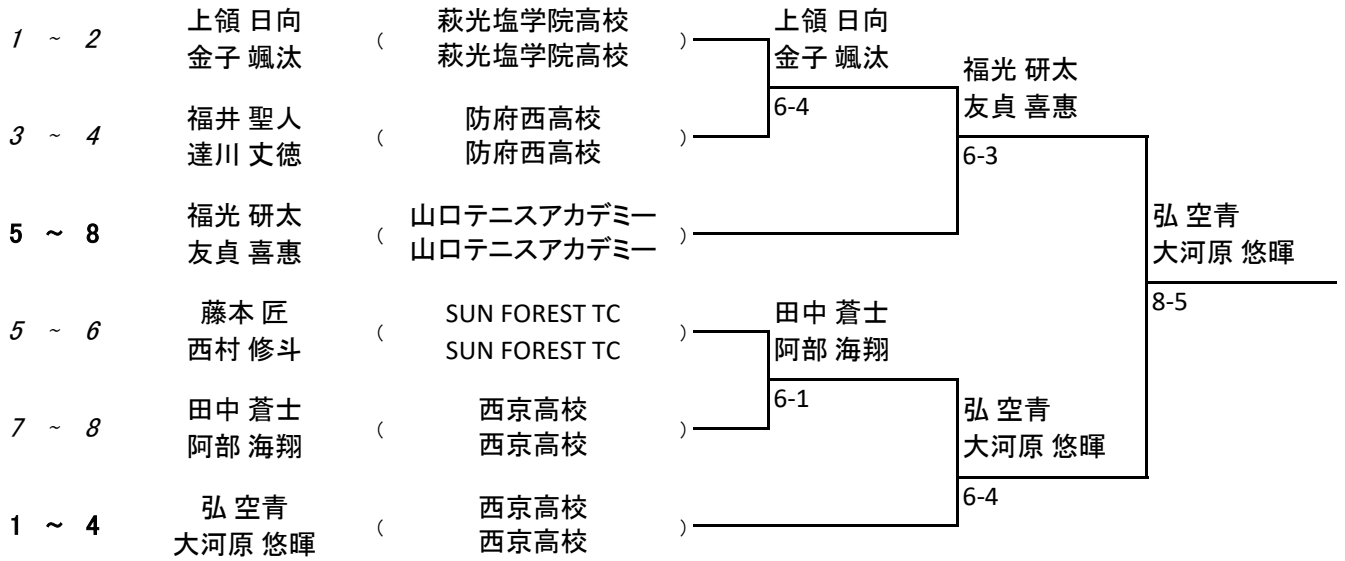 1 ~ 2 上領 日向 ( 萩光塩学院高校 ) 上領 日向
金子 颯汰 萩光塩学院高校 金子 颯汰
福光 研太
6-4 友貞 喜惠
3 ~ 4 福井 聖人 ( 防府西高校 )
達川 丈徳 防府西高校
6-3
5 ~ 8 福光 研太 ( 山口テニスアカデミー ) 弘 空青
友貞 喜惠 山口テニスアカデミー 大河原 悠暉
8-5
5 ~ 6 藤本 匠 ( SUN FOREST TC ) 田中 蒼士
西村 修斗 SUN FOREST TC 阿部 海翔
6-1
7 ~ 8 田中 蒼士 ( 西京高校 ) 弘 空青
阿部 海翔 西京高校 大河原 悠暉
6-4
1 ~ 4 弘 空青 ( 西京高校 )
大河原 悠暉 西京高校